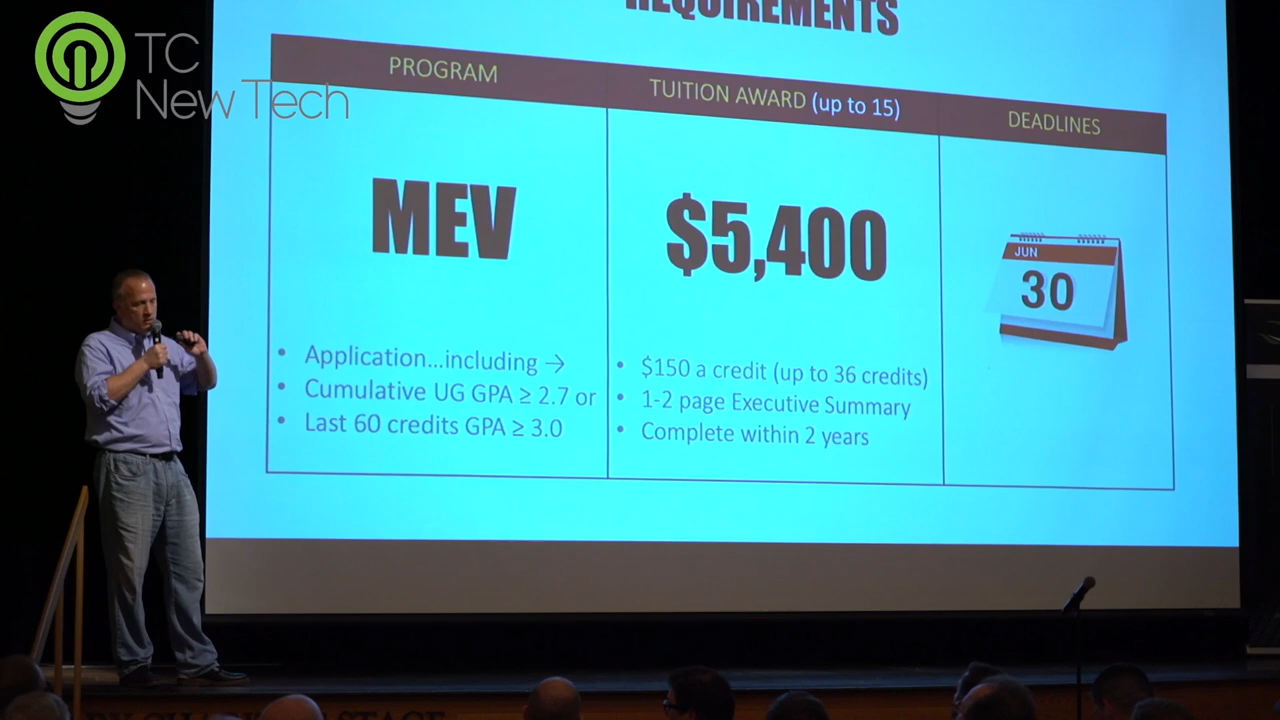 REQUIREMENTS
TC
New Tech
PROGRAM
TUITION AWARD (up to 15)
DEADLINES
MEV
$5,400
JUN
30
• Application...including →
• Cumulative UG GPA ≥ 2.7 or
• Last 60 credits GPA ≥ 3.0
• $150 a credit (up to 36 credits)
• 1-2 page Executive Summary
• Complete within 2 years
STAGE